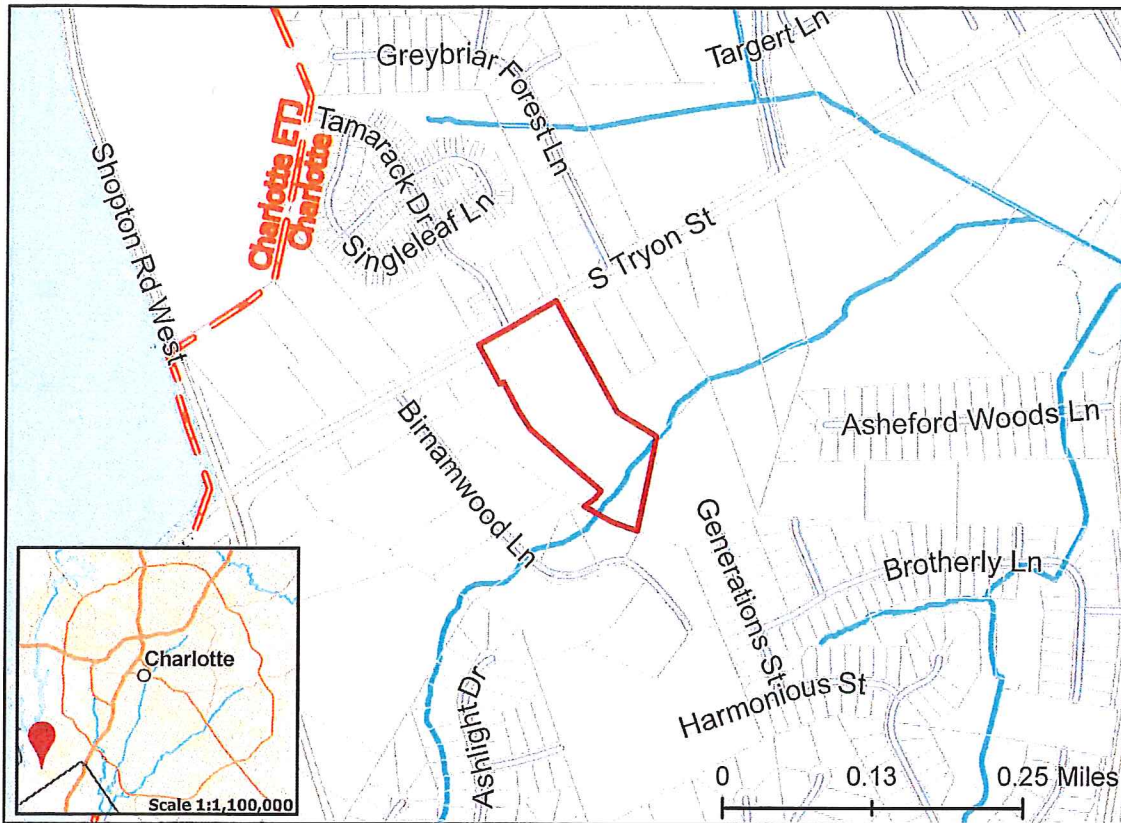 Targert Ln
Greybriar Forest Ln
Tamarack Dr
Charlotte ETJ
Charlotte
Shopton Rd West
Singleleaf Ln
S Tryon St
Birnamwood Ln
Asheford Woods Ln
Generations St
Brotherly Ln
Ashlight Dr
Harmonious St
Charlotte
Scale 1:1,100,000
0 0.13 0.25 Miles